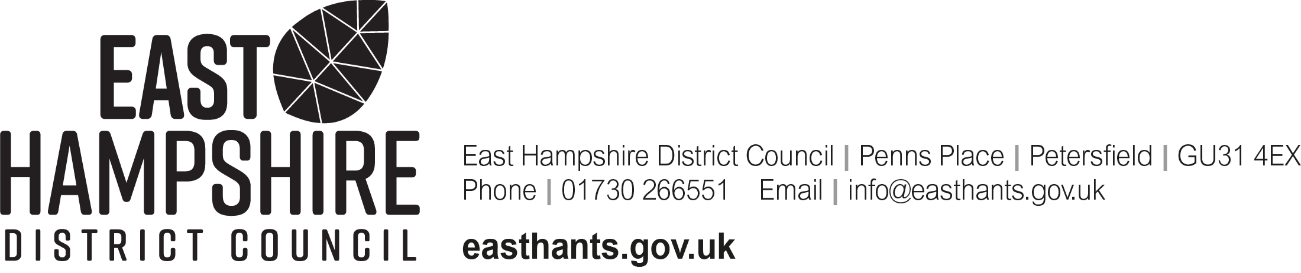 EAST
HAMPSHIRE
DISTRICT COUNCIL
East Hampshire District Council | Penns Place | Petersfield | GU31 4EX
Phone | 01730 266551 Email | info@easthants.gov.uk
easthants.gov.uk